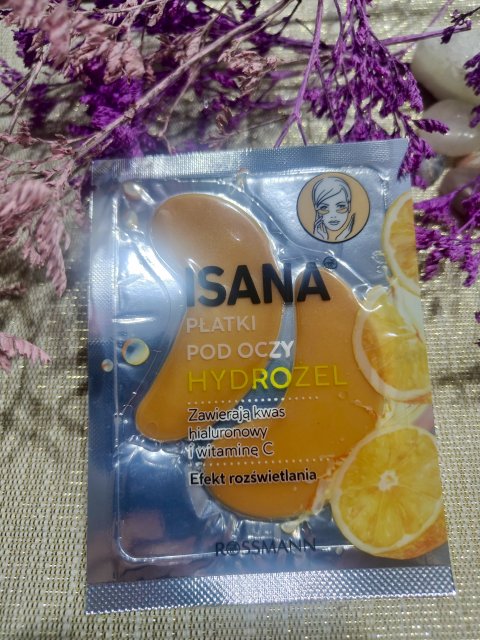 ISANA®
PŁATKI
POD OCZY
HYDROŻEL
Zawierają kwas
hialuronowy
i witaminę C
Efekt rozświetlania
ROSSMANN